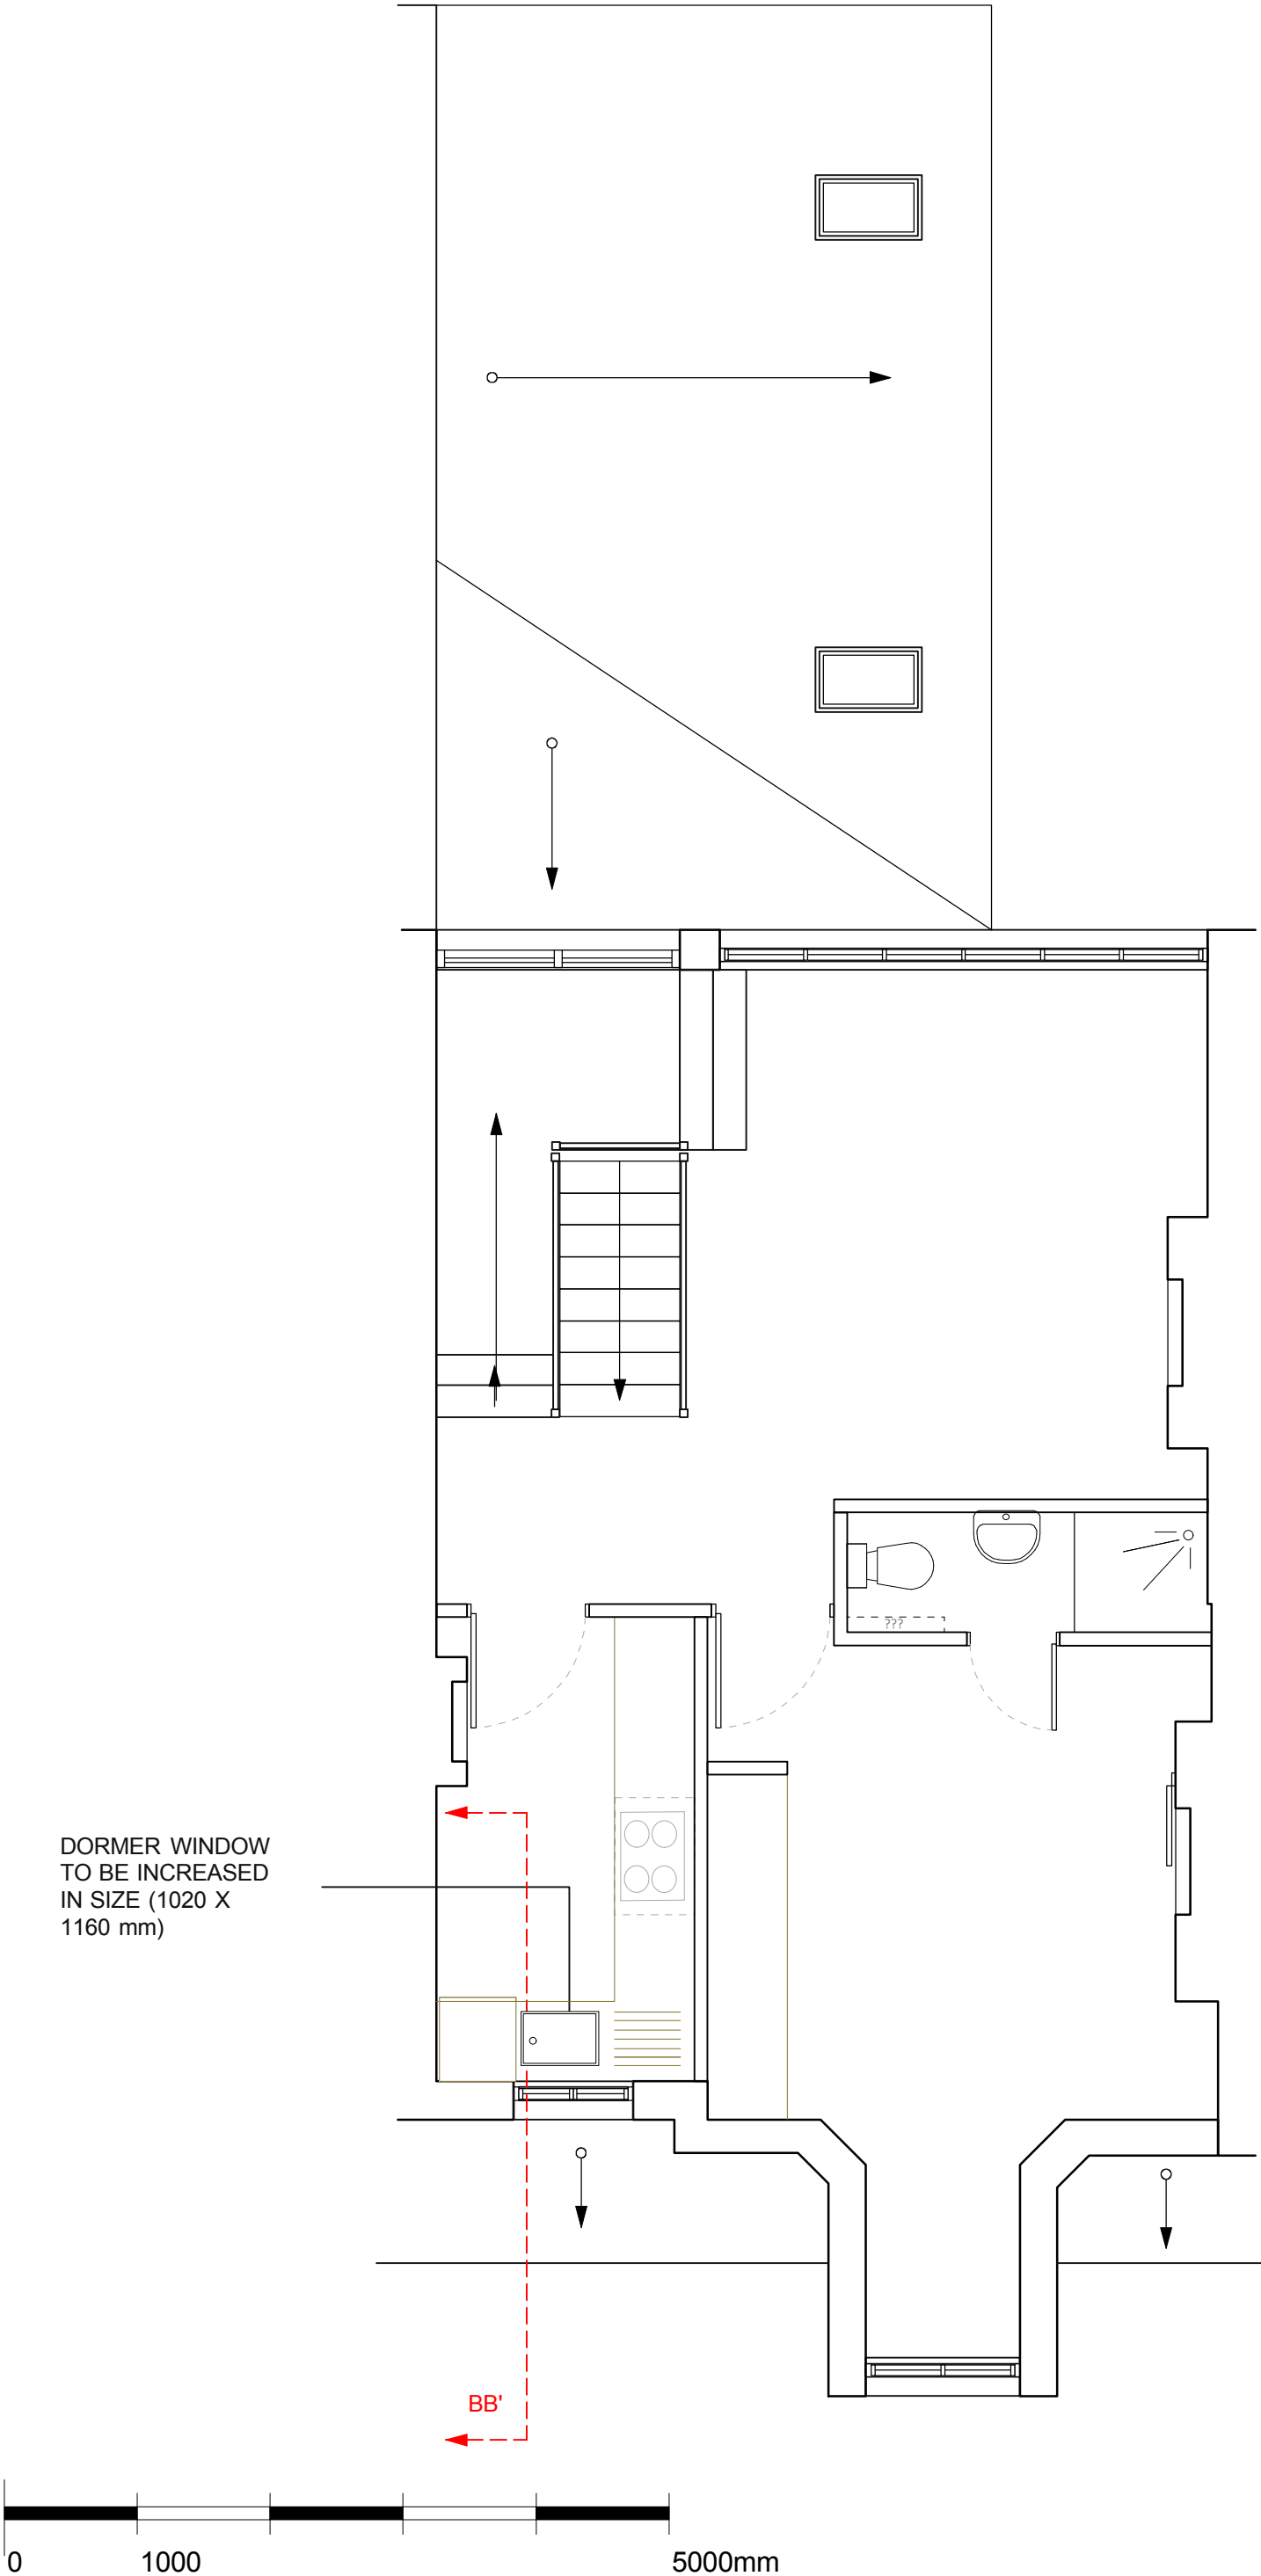 ???
DORMER WINDOW
TO BE INCREASED
IN SIZE (1020 X
1160 mm)
BB'
0 1000 5000mm